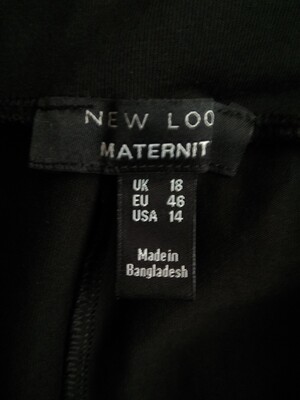 NEW LOO
MATERNIT
UK 18
EU 46
USA 14
Made in
Bangladesh